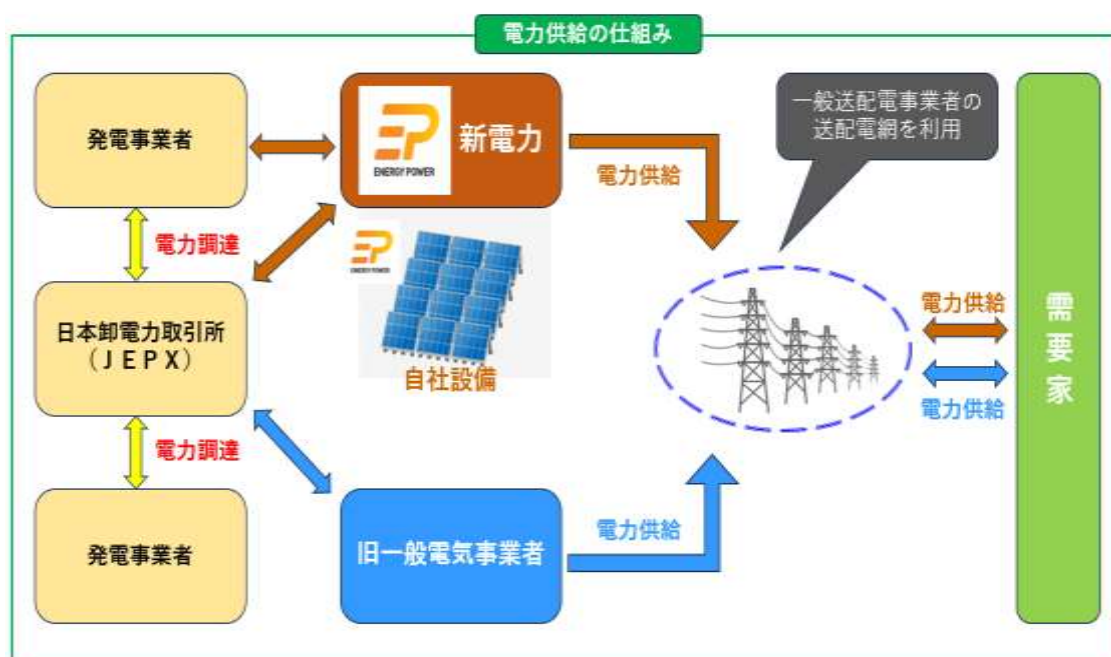 電力供給の仕組み
発電事業者
EP
ENERGY POWER
新電力
一般送配電事業者の
送配電網を利用
電力供給
電力調達
EP
ENERGY POWER
日本卸電力取引所
（ＪＥＰＸ）
自社設備
電力供給
電力供給
需要家
電力調達
発電事業者
旧一般電気事業者
電力供給